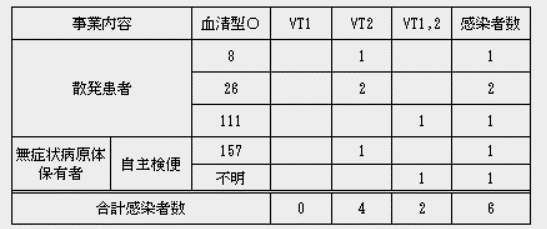 事業内容 血清型O VT1 VT2 VT1,2 感染者数
散発患者 8 1 1
26 2 2
111 1 1
無症状病原体保有者 自主検便 157 1 1
不明 1 1
合計感染者数 0 4 2 6